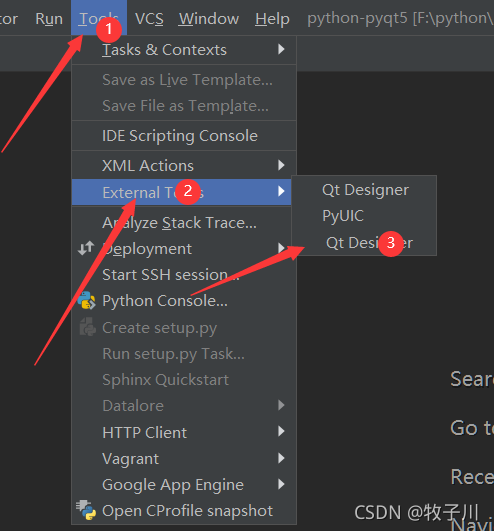 tor Run Tools VCS Window Help python-pyqt5 [F:\python\
1
Tasks & Contexts
Save as Live Template...
Save File as Template...
IDE Scripting Console
XML Actions
External Tools 2
Qt Designer
PyUIC
Qt Designer 3
Analyze Stack Trace...
Deployment
Start SSH session...
Python Console...
Create setup.py
Run setup.py Task...
Sphinx Quickstart
Datalore
HTTP Client
Vagrant
Google App Engine
Open CProfile snapshot
Sear
Go t
Rece
Navi
CSDN @牧子川